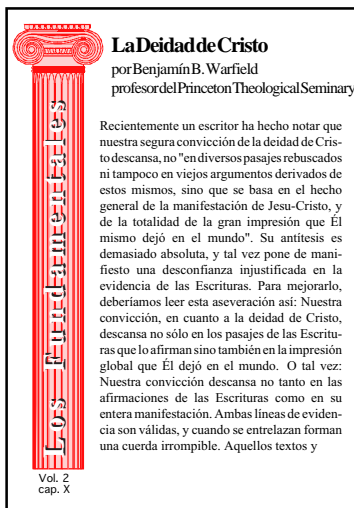 La Deidad de Cristo
por Benjamín B. Warfield
profesor del Princeton Theological Seminary
Recientemente un escritor ha hecho notar que
nuestra segura convicción de la deidad de Cris-
to descansa, no "en diversos pasajes rebuscados
ni tampoco en viejos argumentos derivados de
estos mismos, sino que se basa en el hecho
general de la manifestación de Jesu-Cristo, y
de la totalidad de la gran impresión que Él
mismo dejó en el mundo". Su antítesis es
demasiado absoluta, y tal vez pone de mani-
fiesto una desconfianza injustificada en la
evidencia de las Escrituras. Para mejorarlo,
deberíamos leer esta aseveración así: Nuestra
convicción, en cuanto a la deidad de Cristo,
descansa no sólo en los pasajes de las Escritu-
ras que lo afirman sino también en la impresión
global que Él dejó en el mundo. O tal vez:
Nuestra convicción descansa no tanto en las
afirmaciones de las Escrituras como en su
entera manifestación. Ambas líneas de eviden-
cia son válidas, y cuando se entrelazan forman
una cuerda irrompible. Aquellos textos y
Los Fundamentales
Vol. 2
cap. X